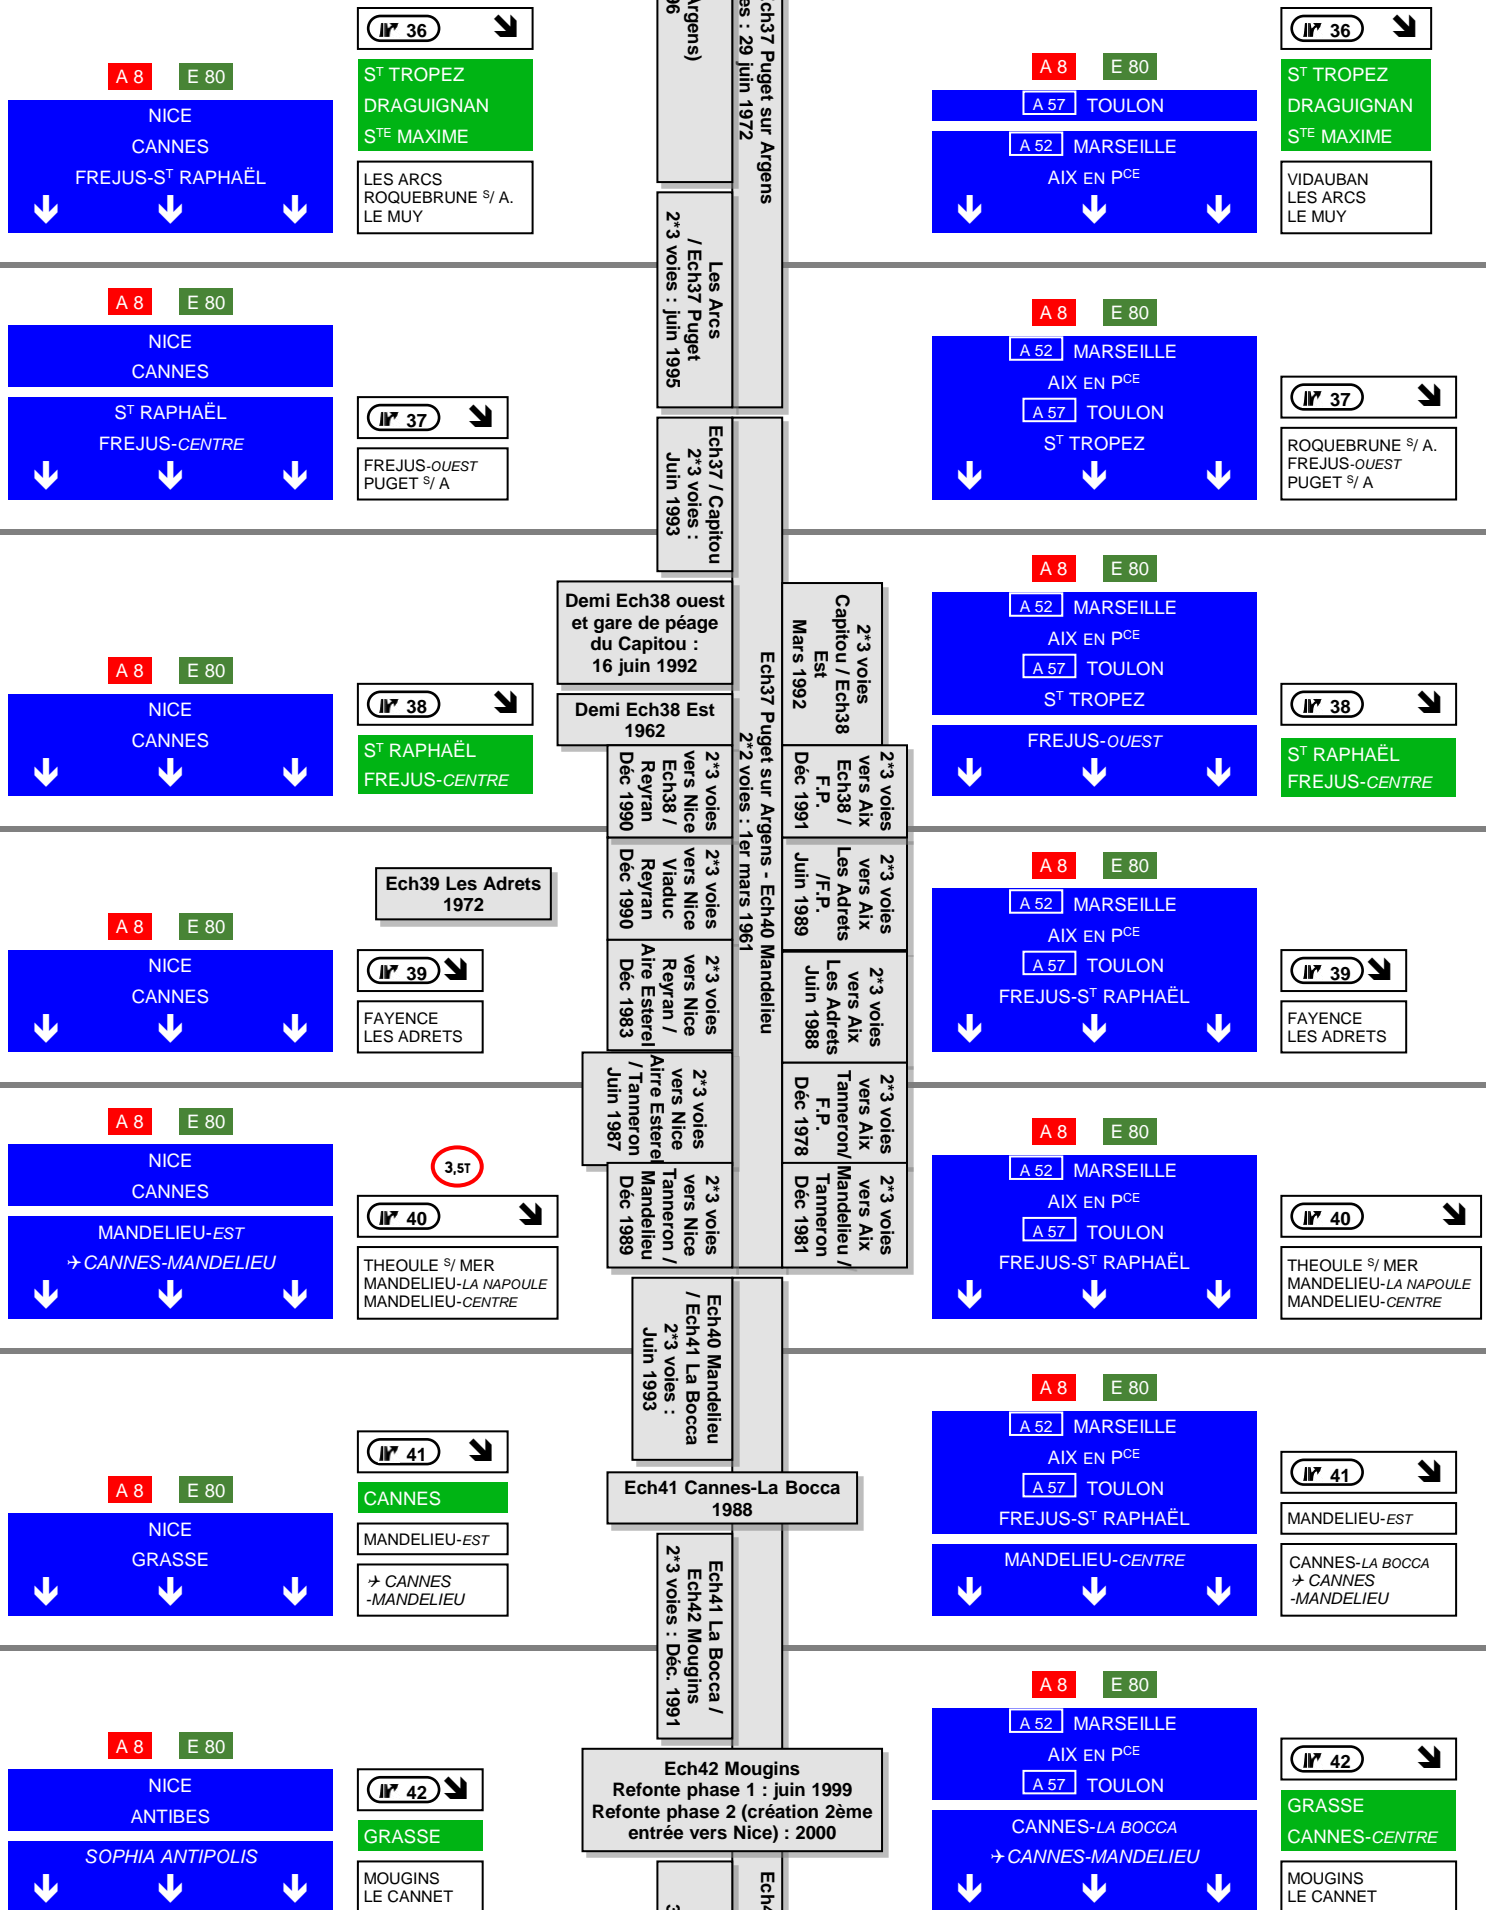 36
A 8 E 80
NICE
CANNES
FREJUS-Sᵀ RAPHAËL
Sᵀ TROPEZ
DRAGUIGNAN
Sᵀᴱ MAXIME
LES ARCS
ROQUEBRUNE ˢ/ A.
LE MUY
Argens)
Ech37 Puget sur Argens
es : 29 juin 1972
36
A 8 E 80
A 57 TOULON
A 52 MARSEILLE
AIX EN Pᶜᴱ
Sᵀ TROPEZ
DRAGUIGNAN
Sᵀᴱ MAXIME
VIDAUBAN
LES ARCS
LE MUY
Les Arcs
/ Ech37 Puget
2*3 voies : juin 1995
A 8 E 80
NICE
CANNES
Sᵀ RAPHAËL
FREJUS-CENTRE
37
FREJUS-OUEST
PUGET ˢ/ A
A 8 E 80
A 52 MARSEILLE
AIX EN Pᶜᴱ
A 57 TOULON
Sᵀ TROPEZ
37
ROQUEBRUNE ˢ/ A.
FREJUS-OUEST
PUGET ˢ/ A
Ech37 / Capitou
2*3 voies :
Juin 1993
Demi Ech38 ouest
et gare de péage
du Capitou :
16 juin 1992
Demi Ech38 Est
1962
2*3 voies
Capitou / Ech38
Est
Mars 1992
Ech37 Puget sur Argens - Ech40 Mandelieu
2*2 voies : 1er mars 1961
A 8 E 80
NICE
CANNES
38
Sᵀ RAPHAËL
FREJUS-CENTRE
2*3 voies
vers Nice
Ech38 /
Reyran
Déc 1990
2*3 voies
vers Aix
Ech38 /
F.P.
Déc 1991
A 8 E 80
A 52 MARSEILLE
AIX EN Pᶜᴱ
A 57 TOULON
Sᵀ TROPEZ
FREJUS-OUEST
38
Sᵀ RAPHAËL
FREJUS-CENTRE
Ech39 Les Adrets
1972
A 8 E 80
NICE
CANNES
39
FAYENCE
LES ADRETS
2*3 voies
vers Nice
Viaduc
Reyran
Déc 1990
2*3 voies
vers Aix
Les Adrets
/F.P.
Juin 1989
2*3 voies
vers Nice
Reyran /
Aire Esterel
Déc 1983
2*3 voies
vers Aix
Les Adrets
Juin 1988
A 8 E 80
A 52 MARSEILLE
AIX EN Pᶜᴱ
A 57 TOULON
FREJUS-Sᵀ RAPHAËL
39
FAYENCE
LES ADRETS
2*3 voies
vers Nice
Airre Esterel
/ Tanneron
Juin 1987
2*3 voies
vers Aix
Tanneron/
F.P.
Déc 1978
A 8 E 80
NICE
CANNES
MANDELIEU-EST
✈CANNES-MANDELIEU
3,5T
40
THEOULE ˢ/ MER
MANDELIEU-LA NAPOULE
MANDELIEU-CENTRE
2*3 voies
vers Nice
Tanneron /
Mandelieu
Déc 1989
2*3 voies
vers Aix
Mandelieu /
Tanneron
Déc 1981
A 8 E 80
A 52 MARSEILLE
AIX EN Pᶜᴱ
A 57 TOULON
FREJUS-Sᵀ RAPHAËL
40
THEOULE ˢ/ MER
MANDELIEU-LA NAPOULE
MANDELIEU-CENTRE
Ech40 Mandelieu
/ Ech41 La Bocca
2*3 voies :
Juin 1993
A 8 E 80
NICE
GRASSE
41
CANNES
MANDELIEU-EST
✈ CANNES
-MANDELIEU
Ech41 Cannes-La Bocca
1988
A 8 E 80
A 52 MARSEILLE
AIX EN Pᶜᴱ
A 57 TOULON
FREJUS-Sᵀ RAPHAËL
MANDELIEU-CENTRE
41
MANDELIEU-EST
CANNES-LA BOCCA
✈ CANNES
-MANDELIEU
Ech41 La Bocca /
Ech42 Mougins
2*3 voies : Déc. 1991
A 8 E 80
NICE
ANTIBES
SOPHIA ANTIPOLIS
42
GRASSE
MOUGINS
LE CANNET
Ech42 Mougins
Refonte phase 1 : juin 1999
Refonte phase 2 (création 2ème
entrée vers Nice) : 2000
Ech4
A 8 E 80
A 52 MARSEILLE
AIX EN Pᶜᴱ
A 57 TOULON
CANNES-LA BOCCA
✈CANNES-MANDELIEU
42
GRASSE
CANNES-CENTRE
MOUGINS
LE CANNET